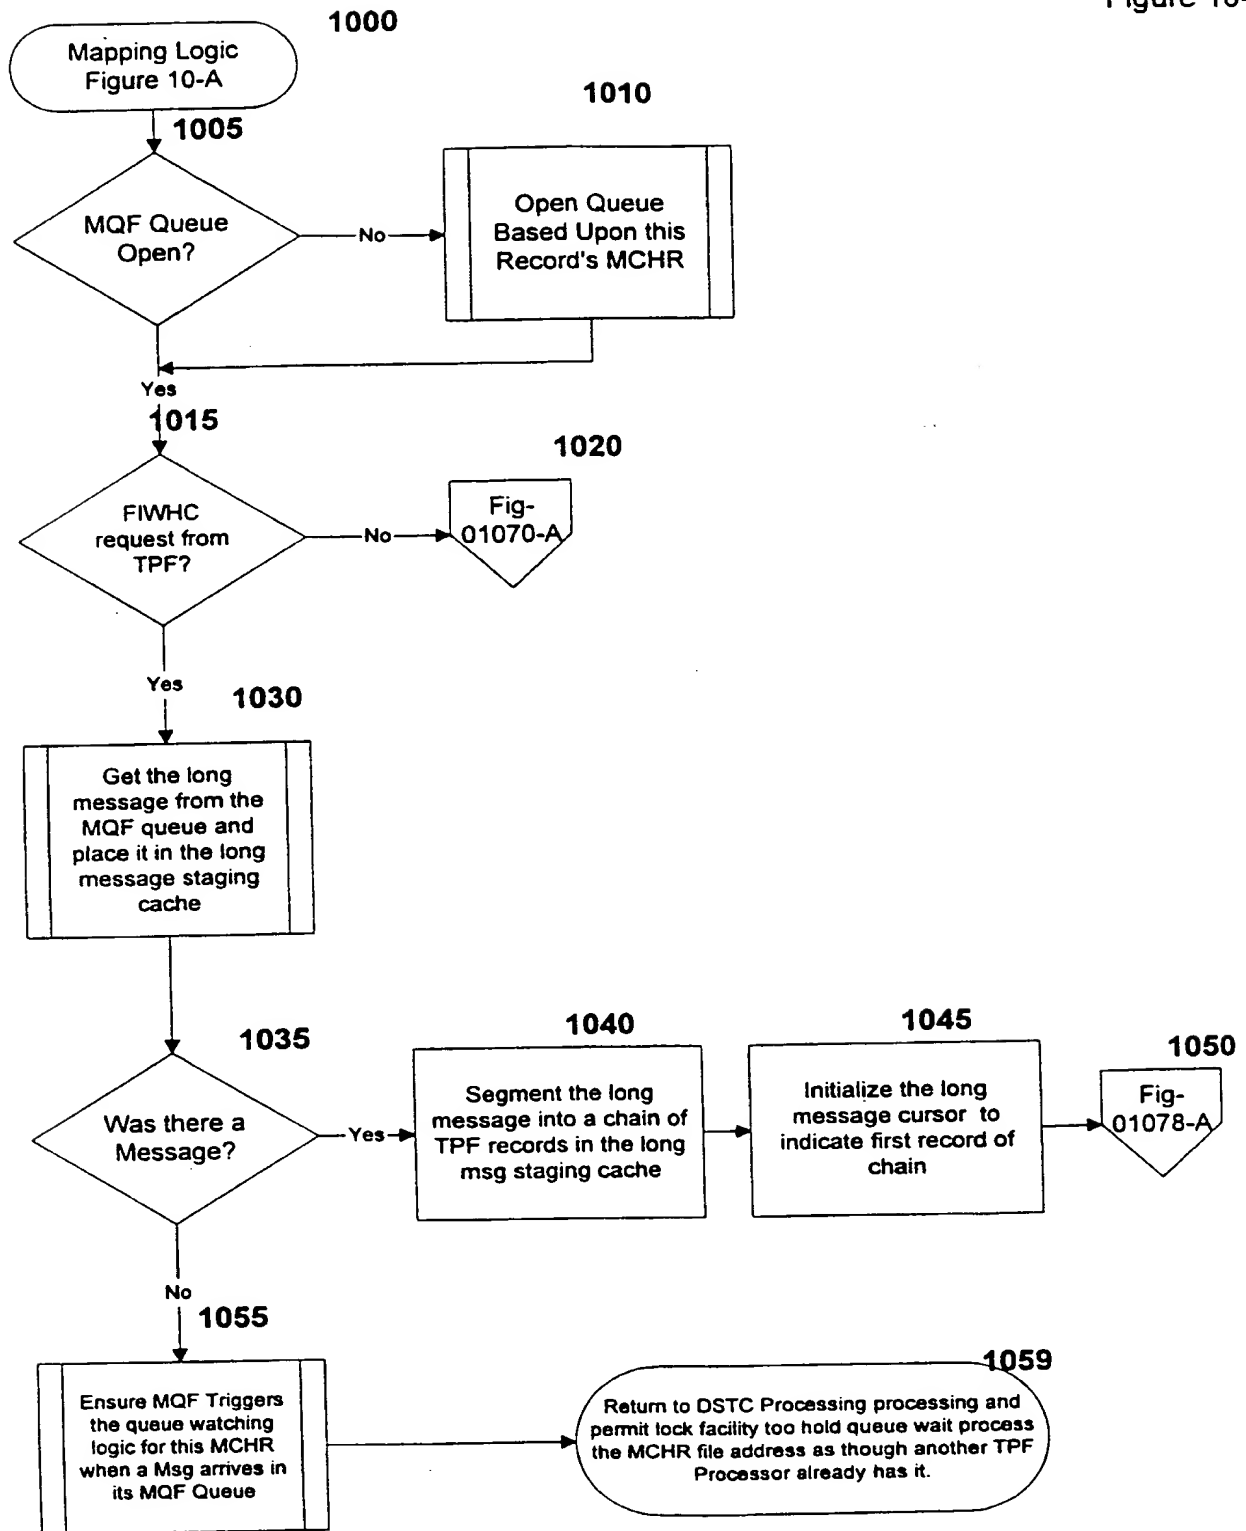 Figure 10-
1000
Mapping Logic
Figure 10-A
1005
1010
MQF Queue
Open?
No
Open Queue
Based Upon this
Record's MCHR
Yes
1015
1020
FIWHC
request from
TPF?
No
Fig-
01070-A
Yes
1030
Get the long
message from the
MQF queue and
place it in the long
message staging
cache
1035
1040
1045
1050
Was there a
Message?
Yes
Segment the long
message into a chain of
TPF records in the long
msg staging cache
Initialize the long
message cursor to
indicate first record of
chain
Fig-
01078-A
No
1055
1059
Ensure MQF Triggers
the queue watching
logic for this MCHR
when a Msg arrives in
its MQF Queue
Return to DSTC Processing processing and
permit lock facility too hold queue wait process
the MCHR file address as though another TPF
Processor already has it.